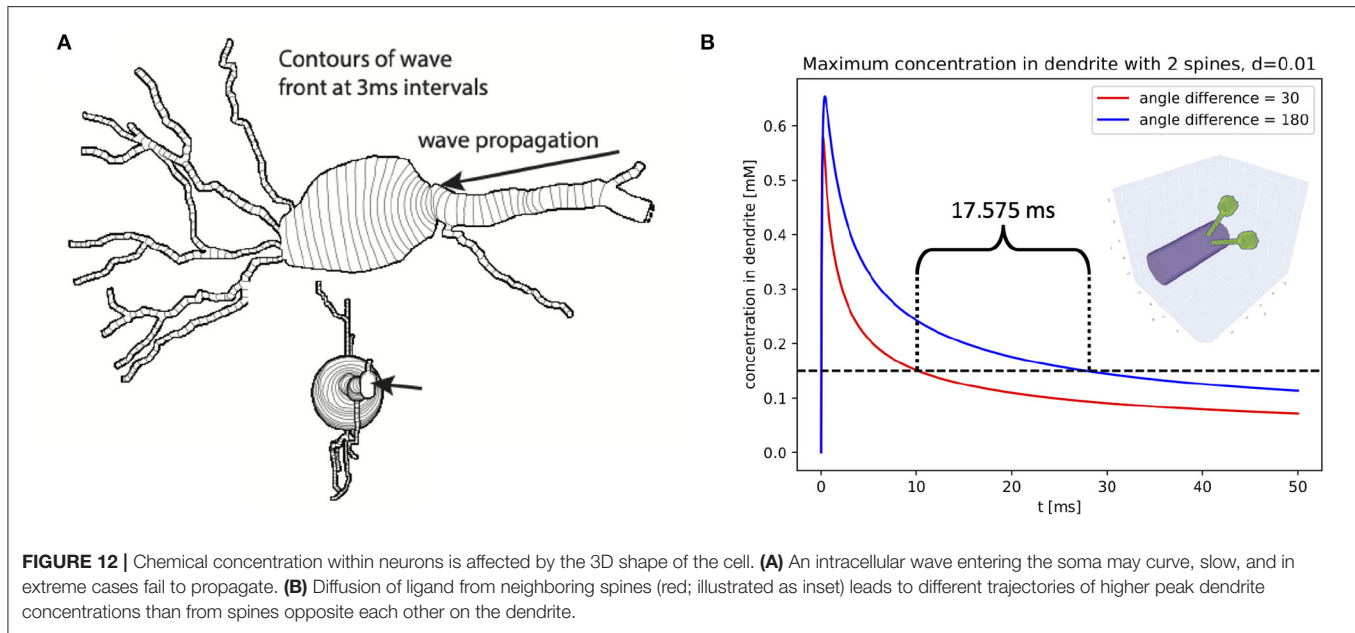 A
Contours of wave
front at 3ms intervals
wave propagation
B
Maximum concentration in dendrite with 2 spines, d=0.01
angle difference = 30
angle difference = 180
17.575 ms
concentration in dendrite [mM]
0.6
0.5
0.4
0.3
0.2
0.1
0.0
0
10
20
30
40
50
t [ms]
FIGURE 12 | Chemical concentration within neurons is affected by the 3D shape of the cell. (A) An intracellular wave entering the soma may curve, slow, and in
extreme cases fail to propagate. (B) Diffusion of ligand from neighboring spines (red; illustrated as inset) leads to different trajectories of higher peak dendrite
concentrations than from spines opposite each other on the dendrite.